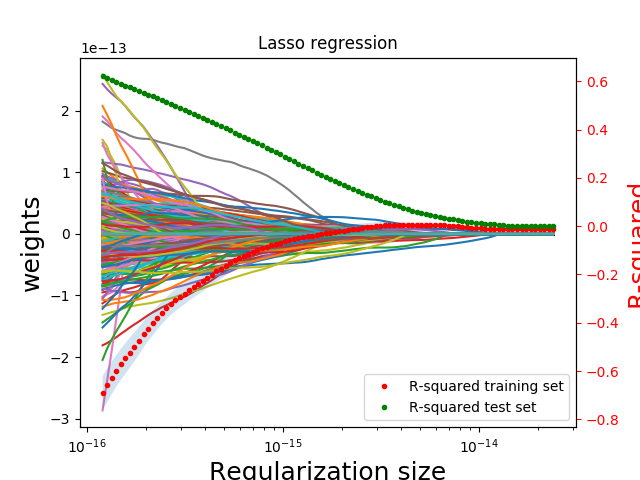 Lasso regression
1e−13
2
1
0
−1
−2
−3
weights
0.6
0.4
0.2
0.0
−0.2
−0.4
−0.6
−0.8
R-squared
R-squared training set
R-squared test set
10⁻¹⁶ 10⁻¹⁵ 10⁻¹⁴
Regularization size